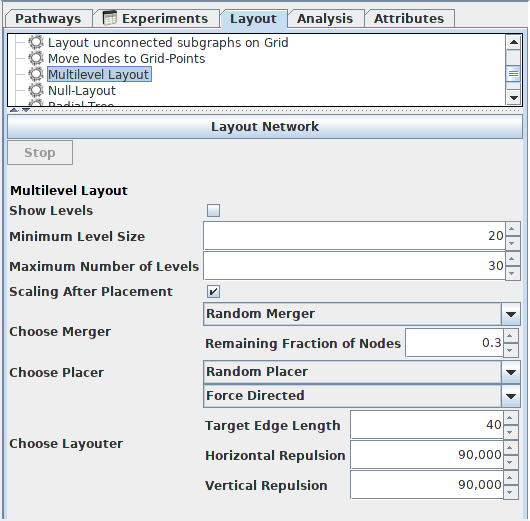 Pathways Experiments Layout Analysis Attributes
Layout unconnected subgraphs on Grid
Move Nodes to Grid-Points
Multilevel Layout
Null-Layout
Radial Tree
Layout Network
Stop
Multilevel Layout
Show Levels
Minimum Level Size 20
Maximum Number of Levels 30
Scaling After Placement
Choose Merger
Random Merger
Remaining Fraction of Nodes 0.3
Choose Placer Random Placer
Choose Layouter
Force Directed
Target Edge Length 40
Horizontal Repulsion 90,000
Vertical Repulsion 90,000